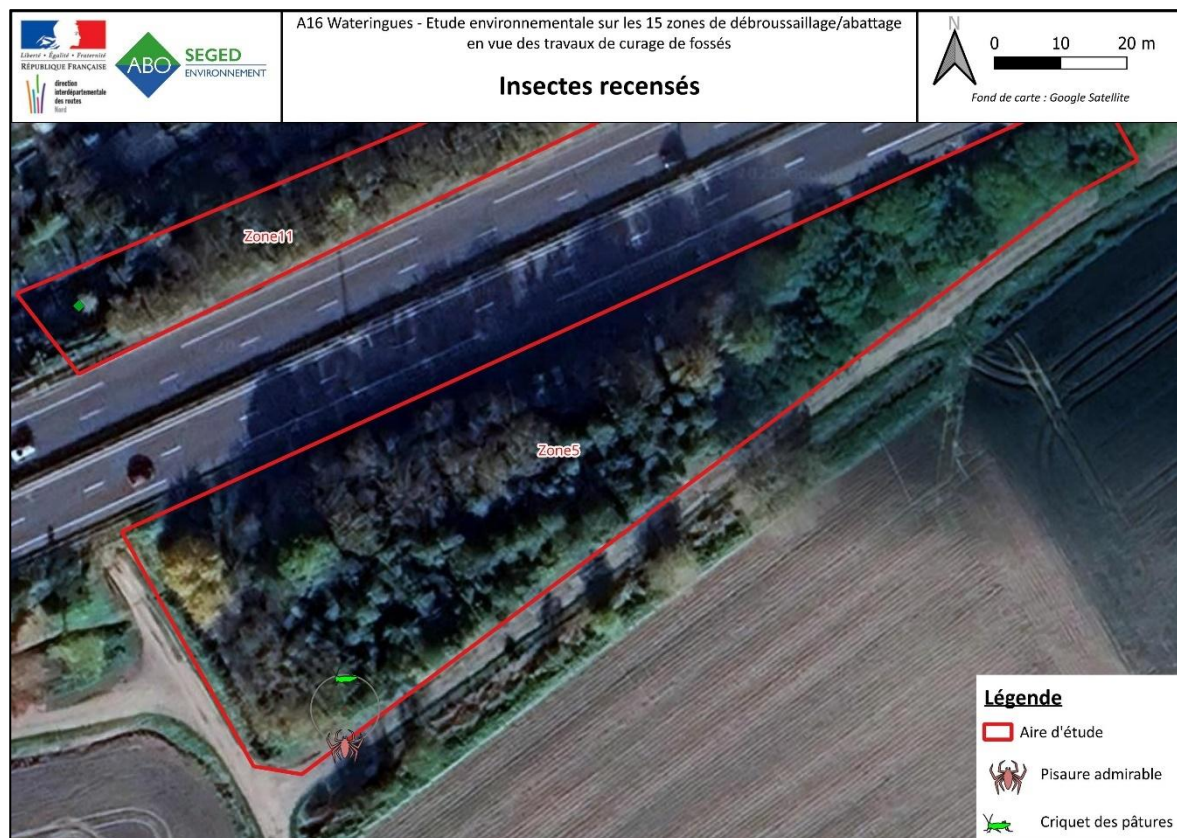 Liberté • Égalité • Fraternité
RÉPUBLIQUE FRANÇAISE
direction
interdépartementale
des routes
Nord
ABO
SEGED
ENVIRONNEMENT
A16 Wateringues - Etude environnementale sur les 15 zones de débroussaillage/abattage
en vue des travaux de curage de fossés
Insectes recensés
N
0 10 20 m
Fond de carte : Google Satellite
Zone11
Zone5
Légende
Aire d'étude
Pisaure admirable
Criquet des pâtures